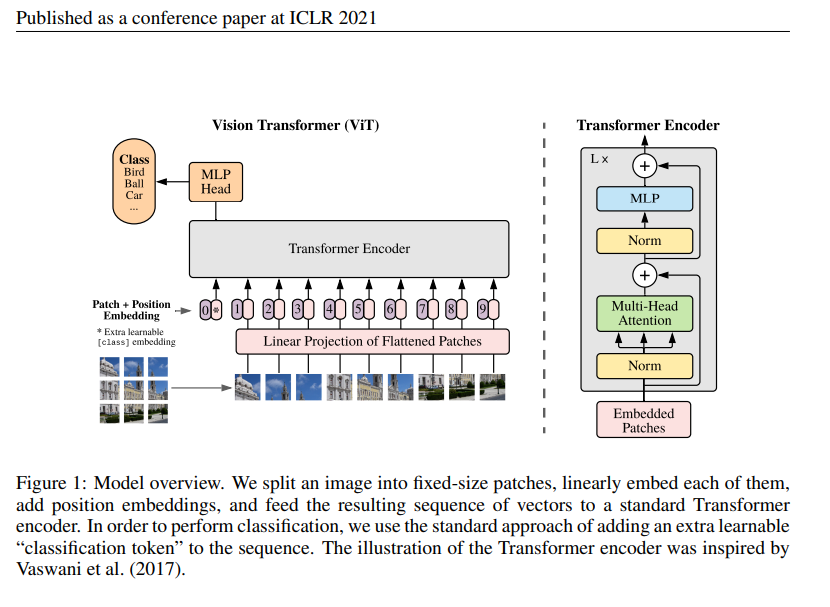 Published as a conference paper at ICLR 2021
Vision Transformer (ViT)
Class
Bird
Ball
Car
...
MLP
Head
Transformer Encoder
Patch + Position
Embedding
0 * 1 2 3 4 5 6 7 8 9
* Extra learnable
[class] embedding
Linear Projection of Flattened Patches
Transformer Encoder
L x
+
MLP
Norm
+
Multi-Head
Attention
Norm
Embedded
Patches
Figure 1: Model overview. We split an image into fixed-size patches, linearly embed each of them,
add position embeddings, and feed the resulting sequence of vectors to a standard Transformer
encoder. In order to perform classification, we use the standard approach of adding an extra learnable
“classification token” to the sequence. The illustration of the Transformer encoder was inspired by
Vaswani et al. (2017).